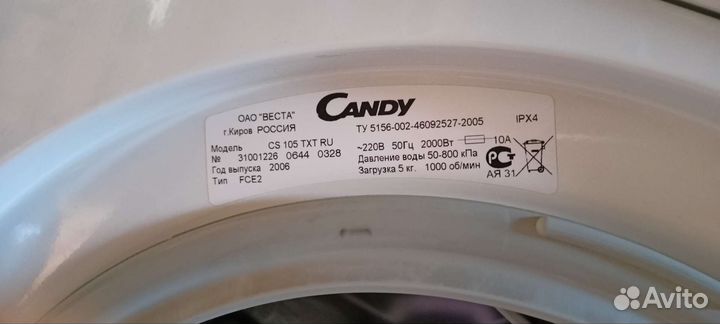 ОАО "ВЕСТА"
г.Киров РОССИЯ
Модель CS 105 TXT RU
№ 31001226 0644 0328
Год выпуска 2006
Тип FCE2
CANDY
ТУ 5156-002-46092527-2005
IPX4
~220В 50Гц 2000Вт 10А
Давление воды 50-800 кПа
Загрузка 5 кг. 1000 об/мин
АЯ 31
Avito